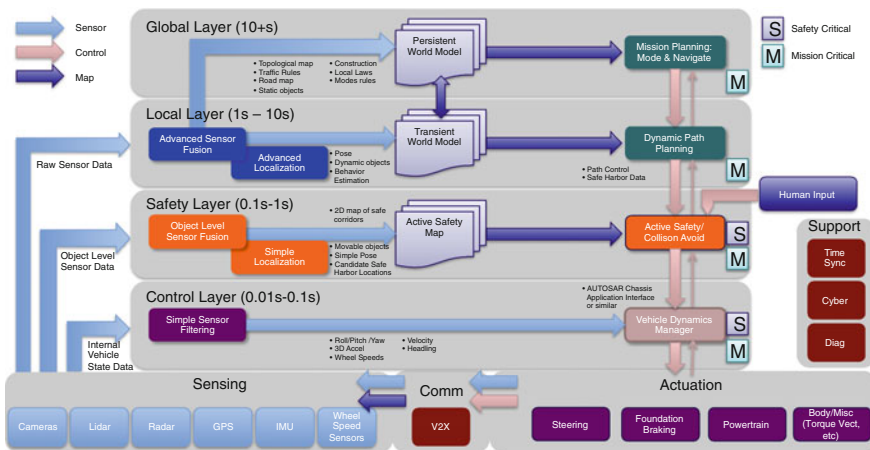 Sensor
Control
Map
Global Layer (10+s)
• Topological map
• Traffic Rules
• Road map
• Static objects
• Construction
• Local Laws
• Modes rules
Persistent
World Model
Mission Planning:
Mode & Navigate
M
S
Safety Critical
M
Mission Critical
Local Layer (1s – 10s)
Advanced Sensor
Fusion
Advanced
Localization
• Pose
• Dynamic objects
• Behavior
Estimation
Transient
World Model
Dynamic Path
Planning
• Path Control
• Safe Harbor Data
M
Raw Sensor Data
Human Input
Safety Layer (0.1s-1s)
Object Level
Sensor Fusion
Simple
Localization
• 2D map of safe
corridors
• Movable objects
• Simple Pose
• Candidate Safe
Harbor Locations
Active Safety
Map
Active Safety/
Collison Avoid
S
M
Object Level
Sensor Data
Support
Time
Sync
Cyber
Diag
Control Layer (0.01s-0.1s)
Simple Sensor
Filtering
• Roll/Pitch /Yaw
• 3D Accel
• Wheel Speeds
• Velocity
• Headling
• AUTOSAR Chassis
Application Interface
or similar
Vehicle Dynamics
Manager
S
M
Internal
Vehicle
State Data
Sensing
Cameras
Lidar
Radar
GPS
IMU
Wheel
Speed
Sensors
Comm
V2X
Actuation
Steering
Foundation
Braking
Powertrain
Body/Misc
(Torque Vect,
etc)